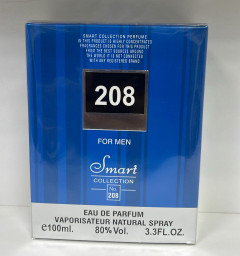 SMART COLLECTION PERFUME
IN THIS PRODUCT IS HIGHLY CONCENTRATED
FRAGRANCES CHOSEN FOR THIS PRODUCT
FROM THE BEST SOURCES AROUND
THE WORLD. IT IS NOT CONNECTED WITH
ANY REGISTERED BRAND
208
FOR MEN
Smart
COLLECTION
NO.
208
EAU DE PARFUM
VAPORISATEUR NATURAL SPRAY
℮100ml. 80% Vol. 3.3FL.OZ.